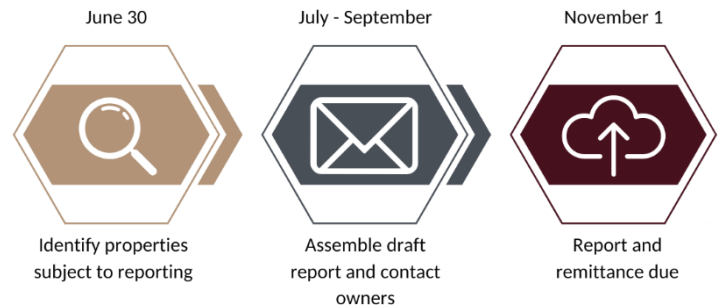 June 30
July - September
November 1
Identify properties
subject to reporting
Assemble draft
report and contact
owners
Report and
remittance due